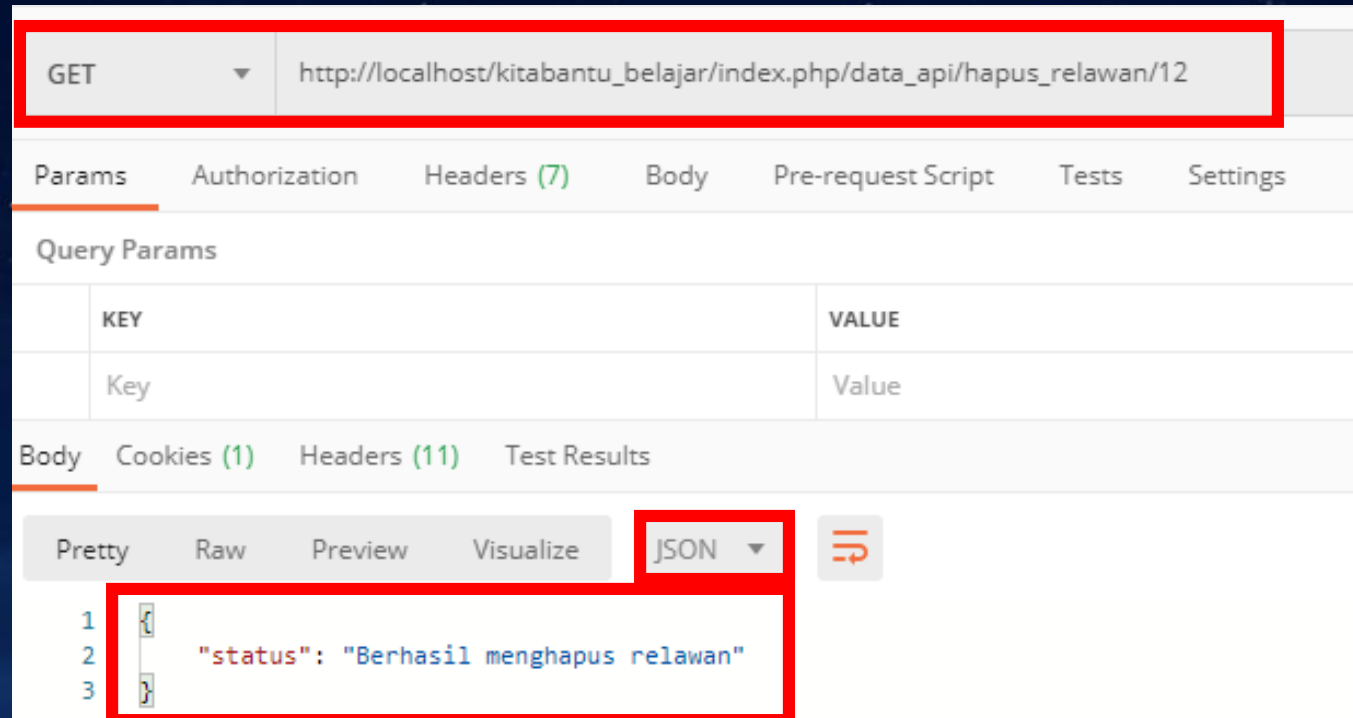 GET http://localhost/kitabantu_belajar/index.php/data_api/hapus_relawan/12
Params Authorization Headers (7) Body Pre-request Script Tests Settings
Query Params
KEY VALUE
Key Value
Body Cookies (1) Headers (11) Test Results
Pretty Raw Preview Visualize JSON
1 {
2 "status": "Berhasil menghapus relawan"
3 }